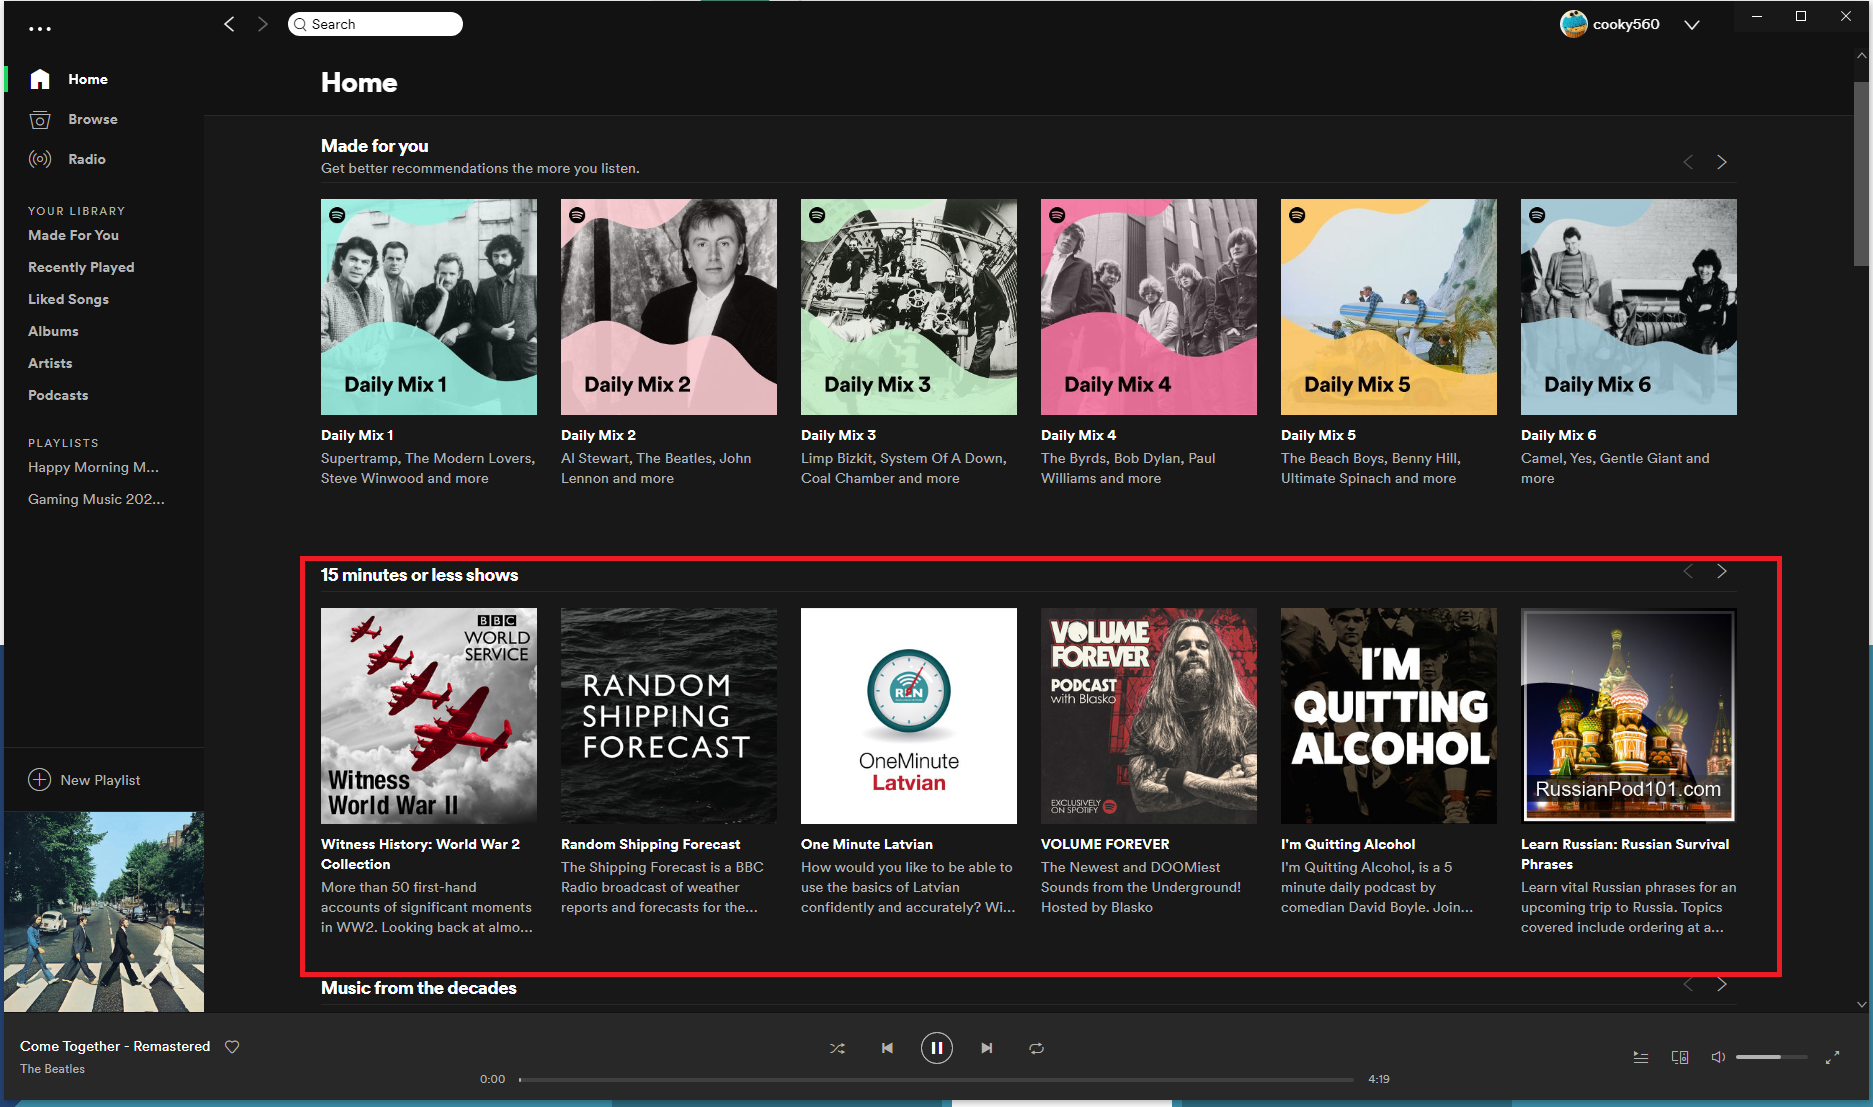 Search
cooky560
Home
Browse
Radio
YOUR LIBRARY
Made For You
Recently Played
Liked Songs
Albums
Artists
Podcasts
PLAYLISTS
Happy Morning M...
Gaming Music 202...
New Playlist
Home
Made for you
Get better recommendations the more you listen.
Daily Mix 1
Daily Mix 2
Daily Mix 3
Daily Mix 4
Daily Mix 5
Daily Mix 6
Daily Mix 1
Supertramp, The Modern Lovers,
Steve Winwood and more
Daily Mix 2
Al Stewart, The Beatles, John
Lennon and more
Daily Mix 3
Limp Bizkit, System Of A Down,
Coal Chamber and more
Daily Mix 4
The Byrds, Bob Dylan, Paul
Williams and more
Daily Mix 5
The Beach Boys, Benny Hill,
Ultimate Spinach and more
Daily Mix 6
Camel, Yes, Gentle Giant and
more
15 minutes or less shows
BBC
WORLD
SERVICE
Witness
World War II
RANDOM
SHIPPING
FORECAST
OneMinute
Latvian
VOLUME
FOREVER
PODCAST
with Blasko
EXCLUSIVELY
ON SPOTIFY
I'M
QUITTING
ALCOHOL
RussianPod101.com
Witness History: World War 2
Collection
More than 50 first-hand
accounts of significant moments
in WW2. Looking back at almo...
Random Shipping Forecast
The Shipping Forecast is a BBC
Radio broadcast of weather
reports and forecasts for the...
One Minute Latvian
How would you like to be able to
use the basics of Latvian
confidently and accurately? Wi...
VOLUME FOREVER
The Newest and DOOMiest
Sounds from the Underground!
Hosted by Blasko
I'm Quitting Alcohol
I'm Quitting Alcohol, is a 5
minute daily podcast by
comedian David Boyle. Join...
Learn Russian: Russian Survival
Phrases
Learn vital Russian phrases for an
upcoming trip to Russia. Topics
covered include ordering at a...
Music from the decades
Come Together - Remastered
The Beatles
0:00
4:19